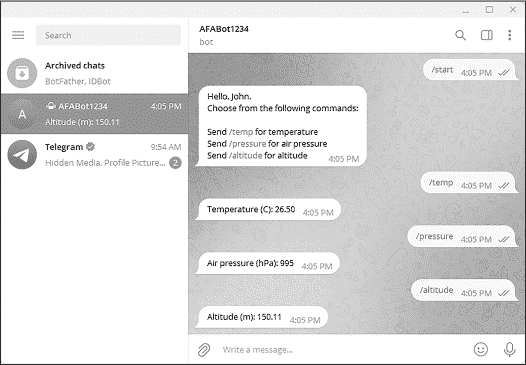 Search
Archived chats
BotFather, IDBot
A
AFABot1234 4:05 PM
Altitude (m): 150.11
Telegram 9:54 AM
Hidden Media, Profile Picture... 2
AFABot1234
bot
/start 4:05 PM
Hello, John.
Choose from the following commands:
Send /temp for temperature
Send /pressure for air pressure
Send /altitude for altitude 4:05 PM
/temp
4:05 PM
Temperature (C): 26.50 4:05 PM
/pressure
4:05 PM
Air pressure (hPa): 995 4:05 PM
/altitude
4:05 PM
Altitude (m): 150.11 4:05 PM
Write a message...